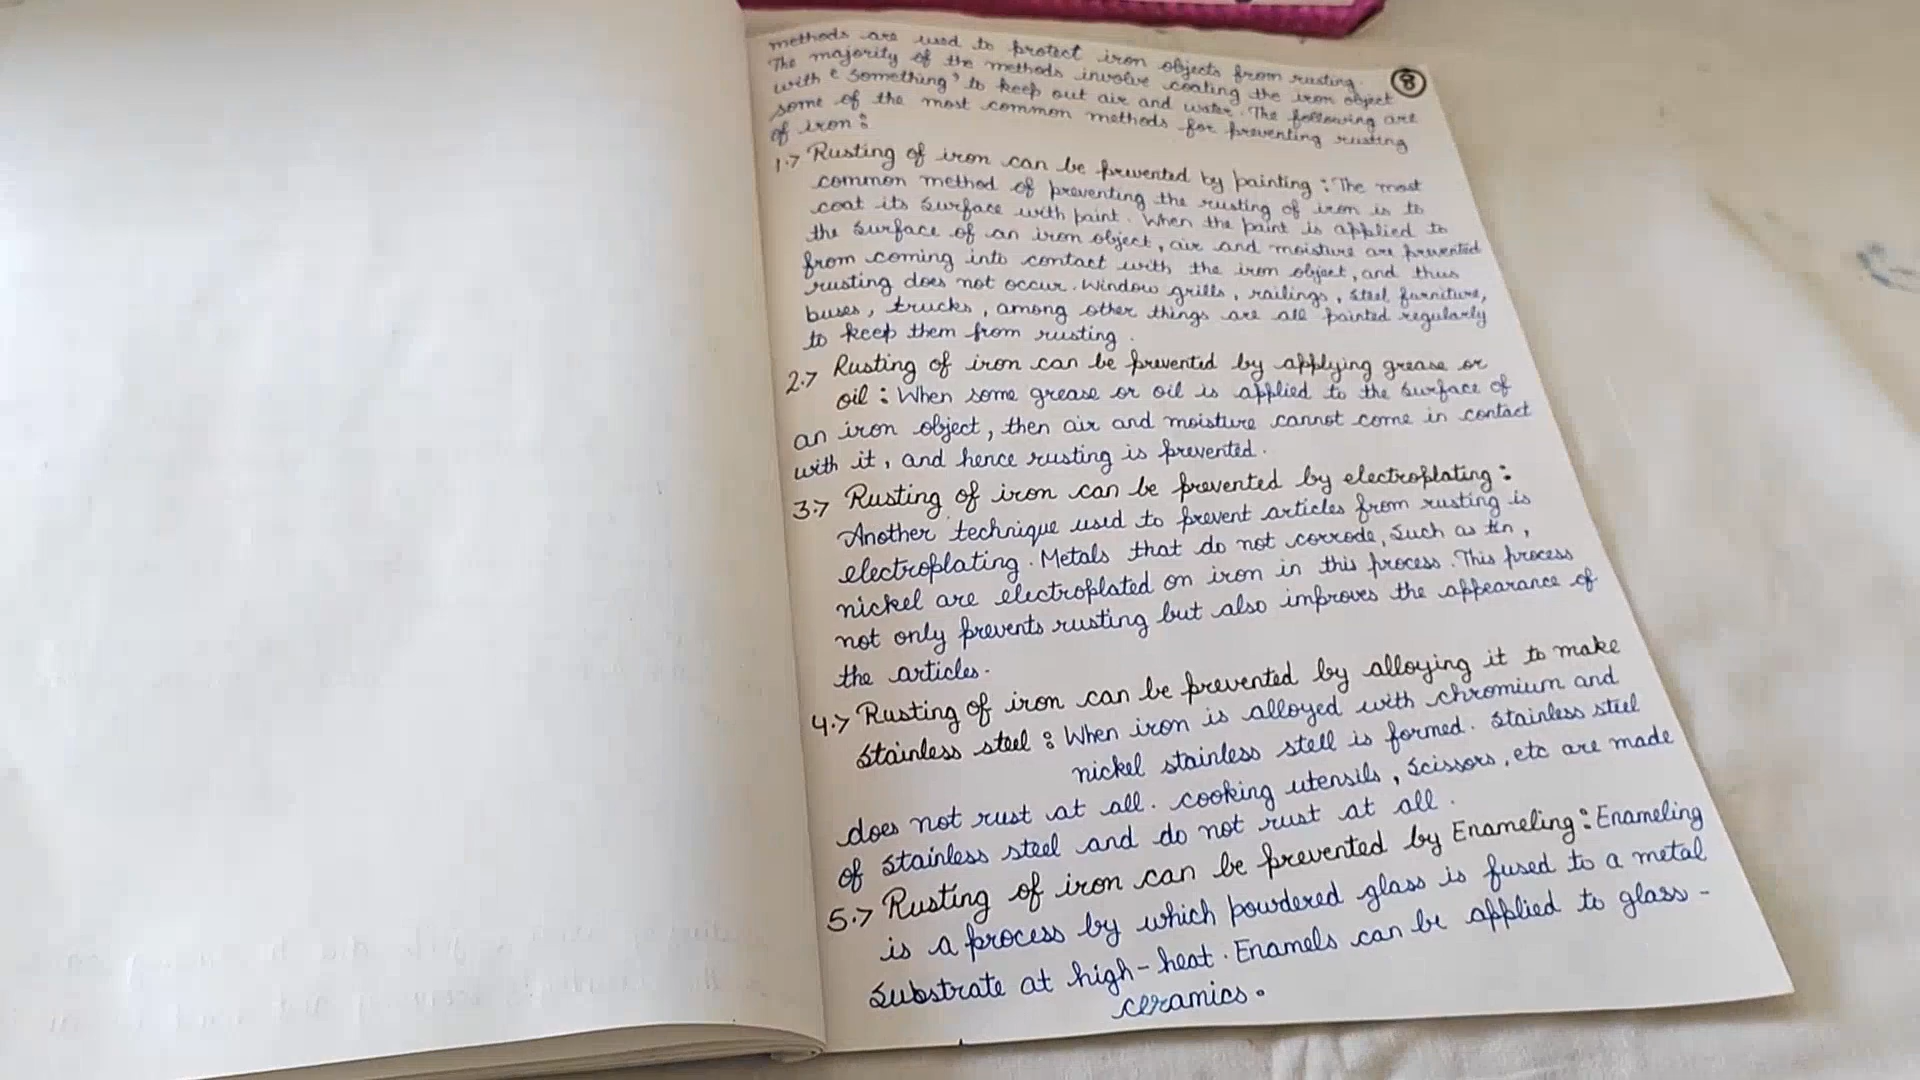 methods are used to protect iron objects from rusting.
The majority of the methods involve coating the iron object
with "something" to keep out air and water. The following are
some of the most common methods for preventing rusting
of iron :
8
1.> Rusting of iron can be prevented by painting : The most
common method of preventing the rusting of iron is to
coat its surface with paint. When the paint is applied to
the surface of an iron object, air and moisture are prevented
from coming into contact with the iron object, and thus
rusting does not occur. Window grills, railings, steel furniture,
buses, trucks, among other things are all painted regularly
to keep them from rusting.
2.> Rusting of iron can be prevented by applying grease or
oil : When some grease or oil is applied to the surface of
an iron object, then air and moisture cannot come in contact
with it, and hence rusting is prevented.
3.> Rusting of iron can be prevented by electroplating :
Another technique used to prevent articles from rusting is
electroplating. Metals that do not corrode, such as tin,
nickel are electroplated on iron in this process. This process
not only prevents rusting but also improves the appearance of
the articles.
4.> Rusting of iron can be prevented by alloying it to make
stainless steel : When iron is alloyed with chromium and
nickel stainless stell is formed. Stainless steel
does not rust at all. cooking utensils, scissors, etc are made
of stainless steel and do not rust at all.
5.> Rusting of iron can be prevented by Enameling : Enameling
is a process by which powdered glass is fused to a metal
substrate at high-heat. Enamels can be applied to glass-
ceramics.